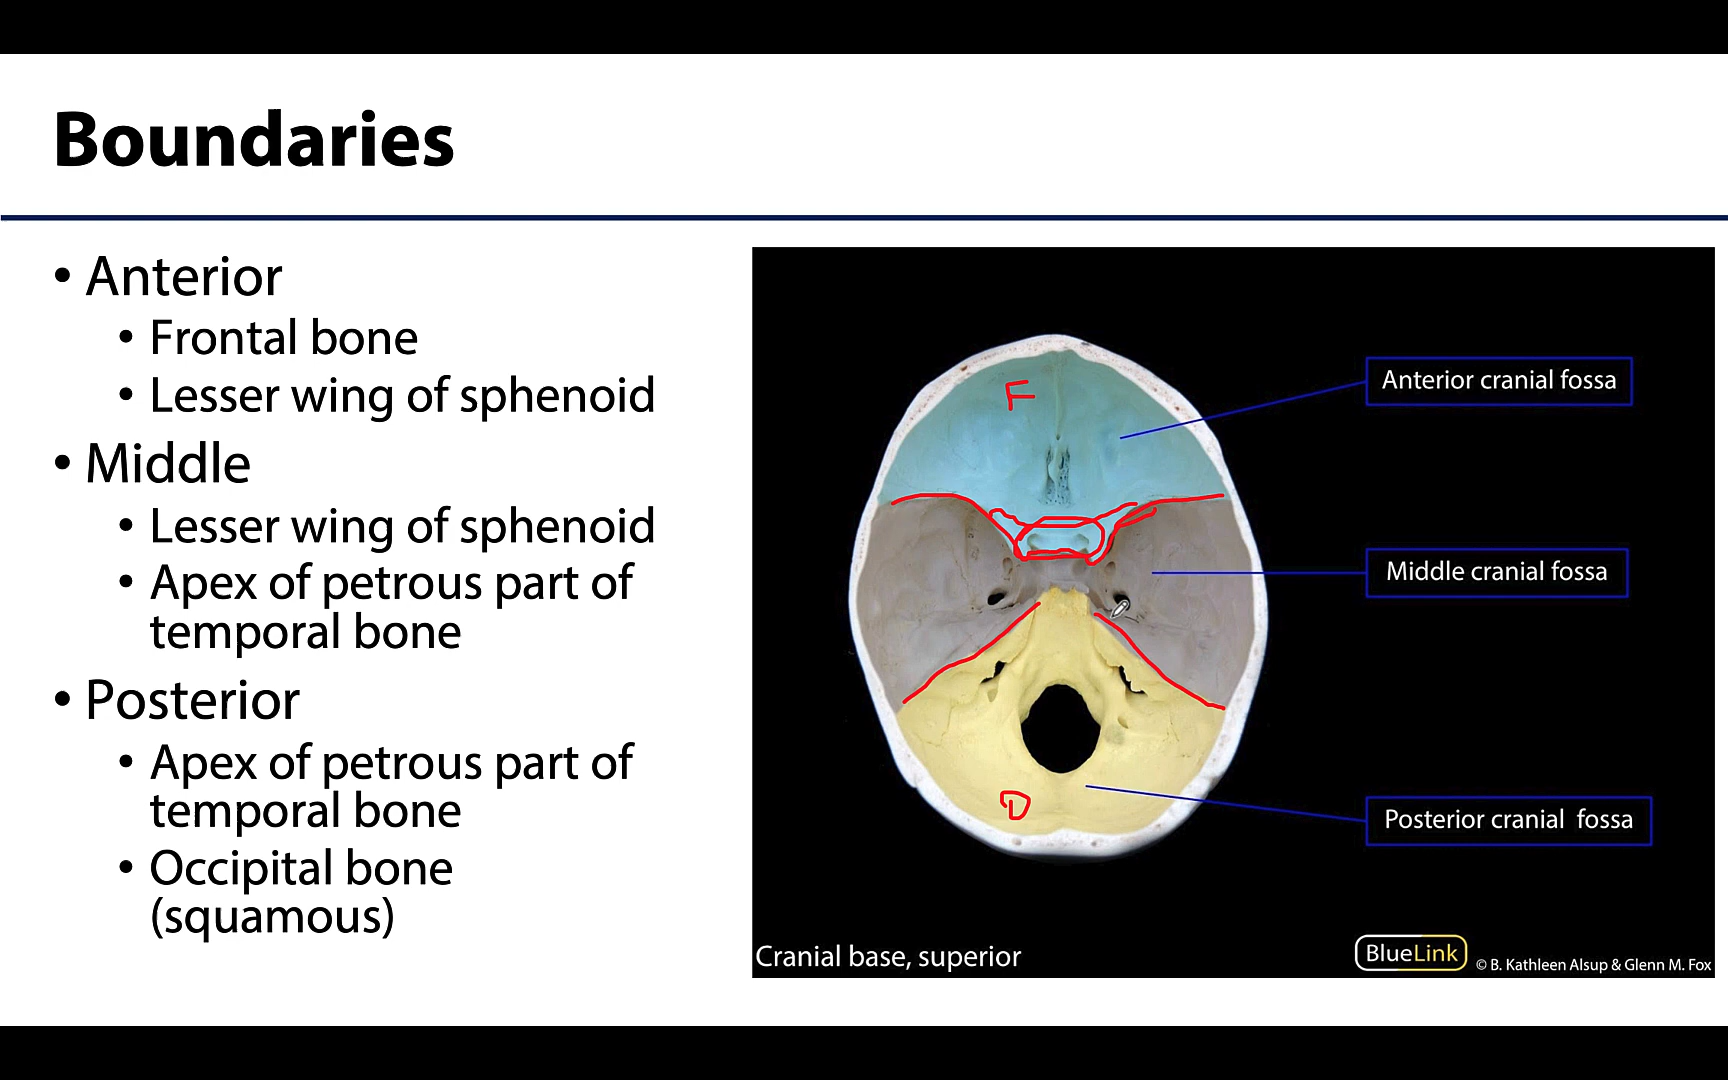 Boundaries
• Anterior
• Frontal bone
• Lesser wing of sphenoid
• Middle
• Lesser wing of sphenoid
• Apex of petrous part of
temporal bone
• Posterior
• Apex of petrous part of
temporal bone
• Occipital bone
(squamous)
F
Anterior cranial fossa
Middle cranial fossa
Posterior cranial fossa
Cranial base, superior
BlueLink
© B. Kathleen Alsup & Glenn M. Fox